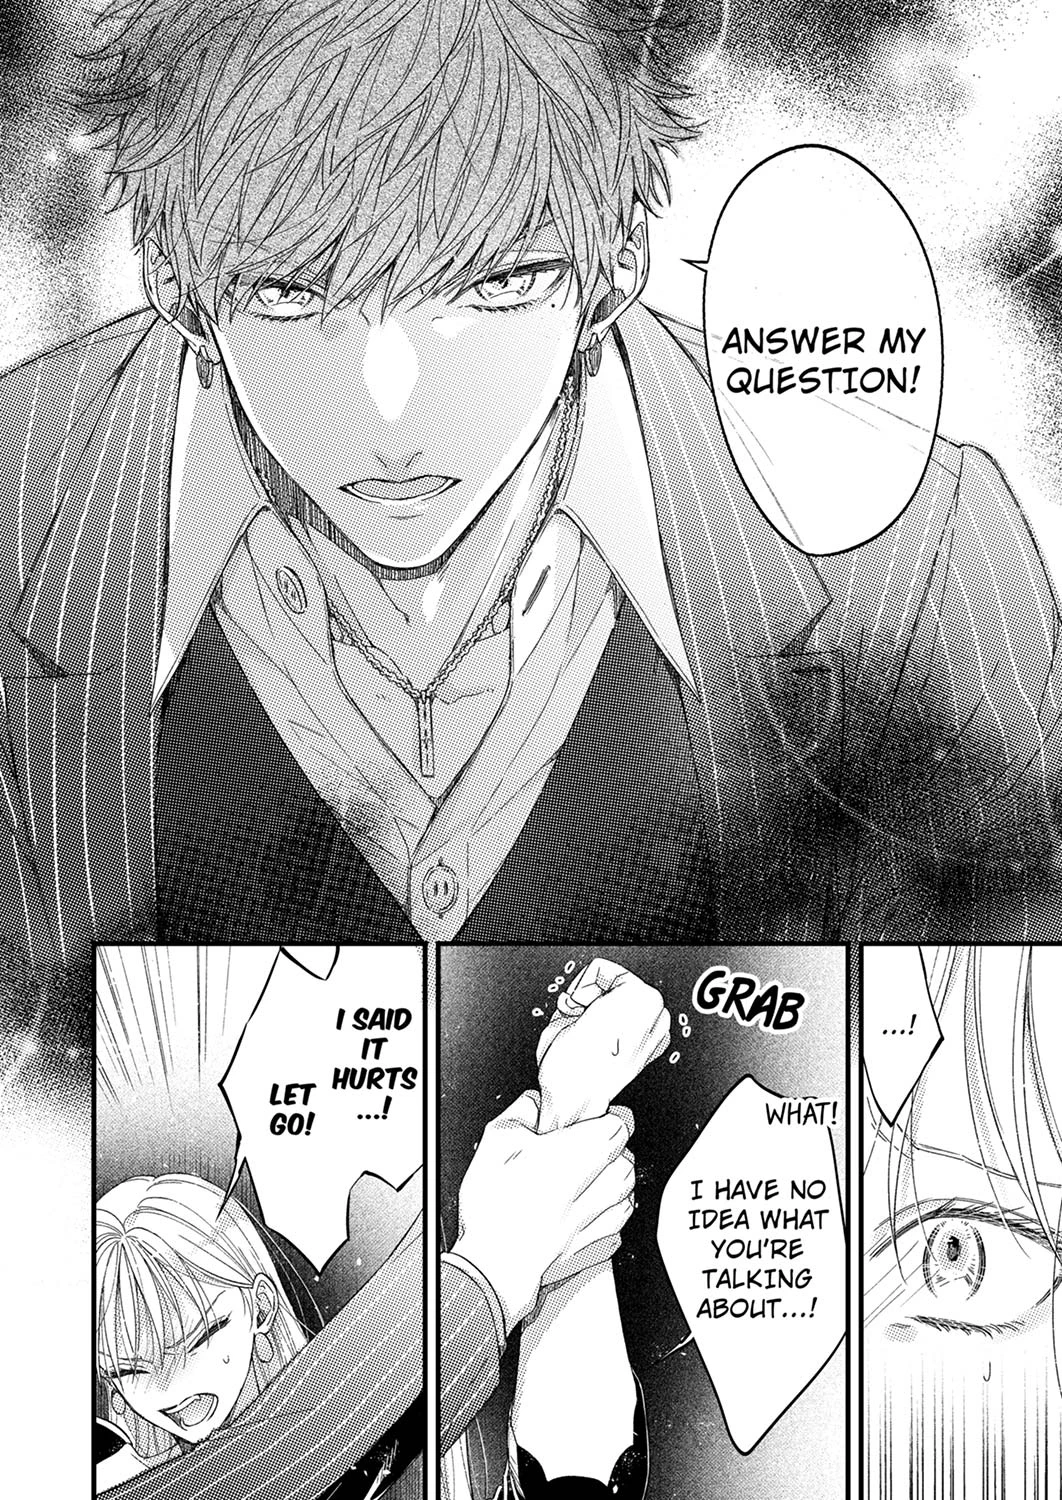 ANSWER MY
QUESTION!
...!
GRAB
WHAT!
I HAVE NO
IDEA WHAT
YOU'RE
TALKING
ABOUT...!
I SAID
IT
HURTS
...!
LET
GO!